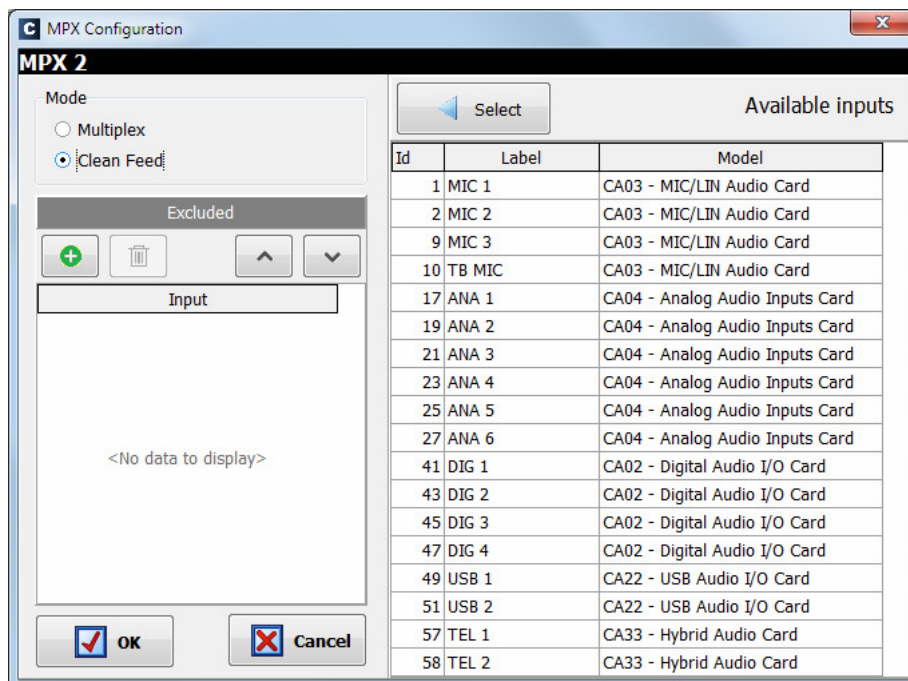 C MPX Configuration
x
MPX 2
Mode
Multiplex
Clean Feed
Excluded
Input
<No data to display>
OK
Cancel
Select
Available inputs
Id Label Model
1 MIC 1 CA03 - MIC/LIN Audio Card
2 MIC 2 CA03 - MIC/LIN Audio Card
9 MIC 3 CA03 - MIC/LIN Audio Card
10 TB MIC CA03 - MIC/LIN Audio Card
17 ANA 1 CA04 - Analog Audio Inputs Card
19 ANA 2 CA04 - Analog Audio Inputs Card
21 ANA 3 CA04 - Analog Audio Inputs Card
23 ANA 4 CA04 - Analog Audio Inputs Card
25 ANA 5 CA04 - Analog Audio Inputs Card
27 ANA 6 CA04 - Analog Audio Inputs Card
41 DIG 1 CA02 - Digital Audio I/O Card
43 DIG 2 CA02 - Digital Audio I/O Card
45 DIG 3 CA02 - Digital Audio I/O Card
47 DIG 4 CA02 - Digital Audio I/O Card
49 USB 1 CA22 - USB Audio I/O Card
51 USB 2 CA22 - USB Audio I/O Card
57 TEL 1 CA33 - Hybrid Audio Card
58 TEL 2 CA33 - Hybrid Audio Card